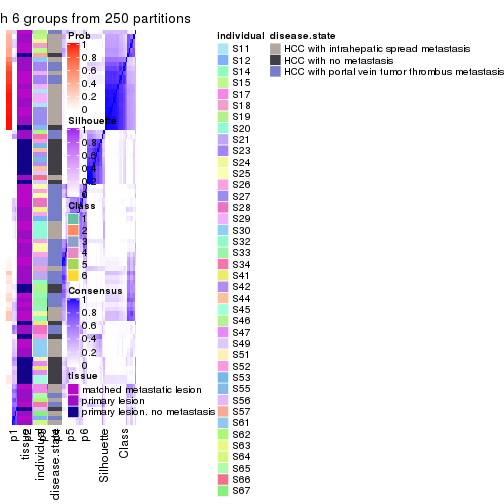 h 6 groups from 250 partitions
Prob
1
0.8
0.6
0.4
0.2
0
Silhouette
1
0.8
0.6
0.4
0.2
0
Class
1
2
3
4
5
6
Consensus
1
0.8
0.6
0.4
0.2
0
tissue
matched metastatic lesion
primary lesion
primary lesion. no metastasis
individual
S11
S12
S14
S15
S17
S18
S19
S20
S21
S23
S24
S25
S26
S27
S28
S29
S30
S32
S33
S34
S41
S42
S44
S45
S46
S47
S49
S51
S52
S53
S55
S56
S57
S61
S62
S63
S64
S65
S66
S67
disease.state
HCC with intrahepatic spread metastasis
HCC with no metastasis
HCC with portal vein tumor thrombus metastasis
p1
tissue
individual
disease.state
p5
p6
Silhouette
Class